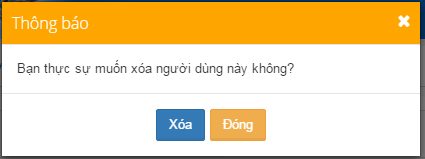 Thông báo
Bạn thực sự muốn xóa người dùng này không?
Xóa Đóng